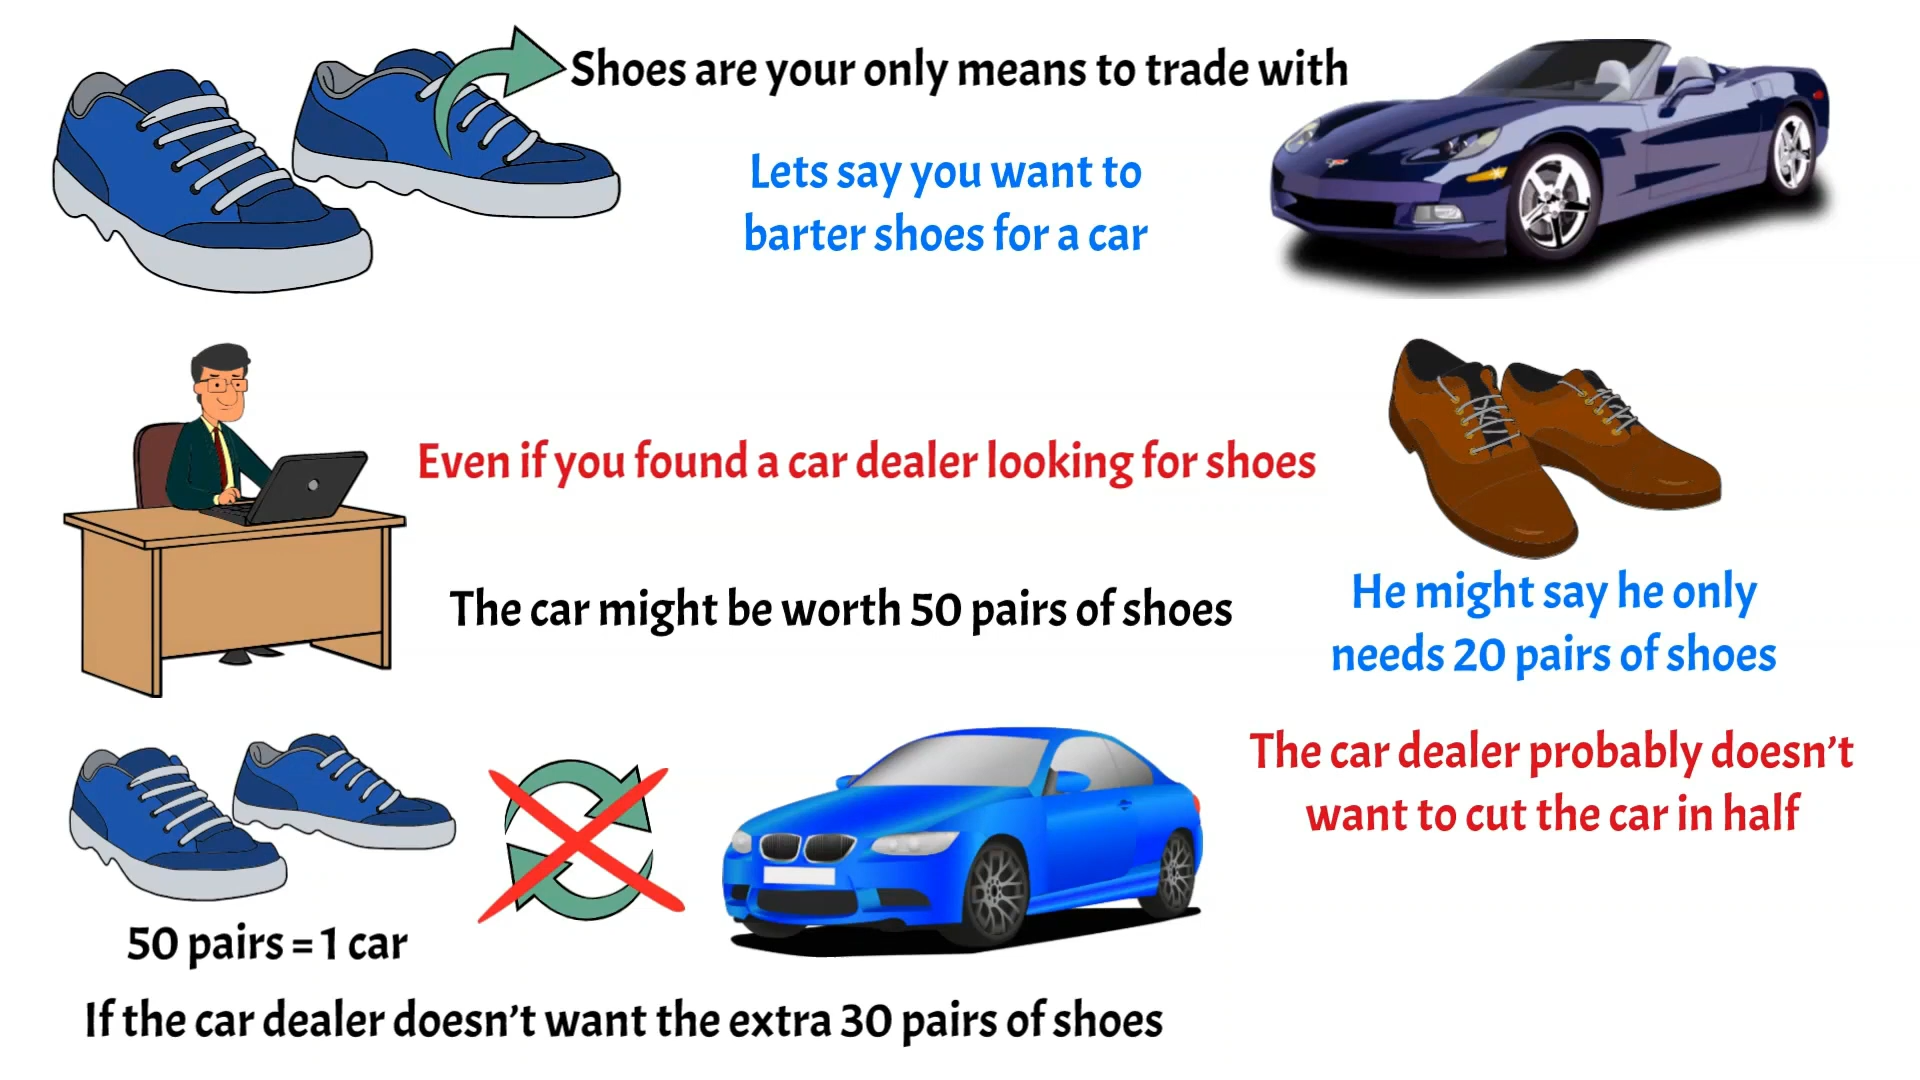 Shoes are your only means to trade with
Lets say you want to
barter shoes for a car
Even if you found a car dealer looking for shoes
The car might be worth 50 pairs of shoes
He might say he only
needs 20 pairs of shoes
The car dealer probably doesn't
want to cut the car in half
50 pairs = 1 car
If the car dealer doesn't want the extra 30 pairs of shoes